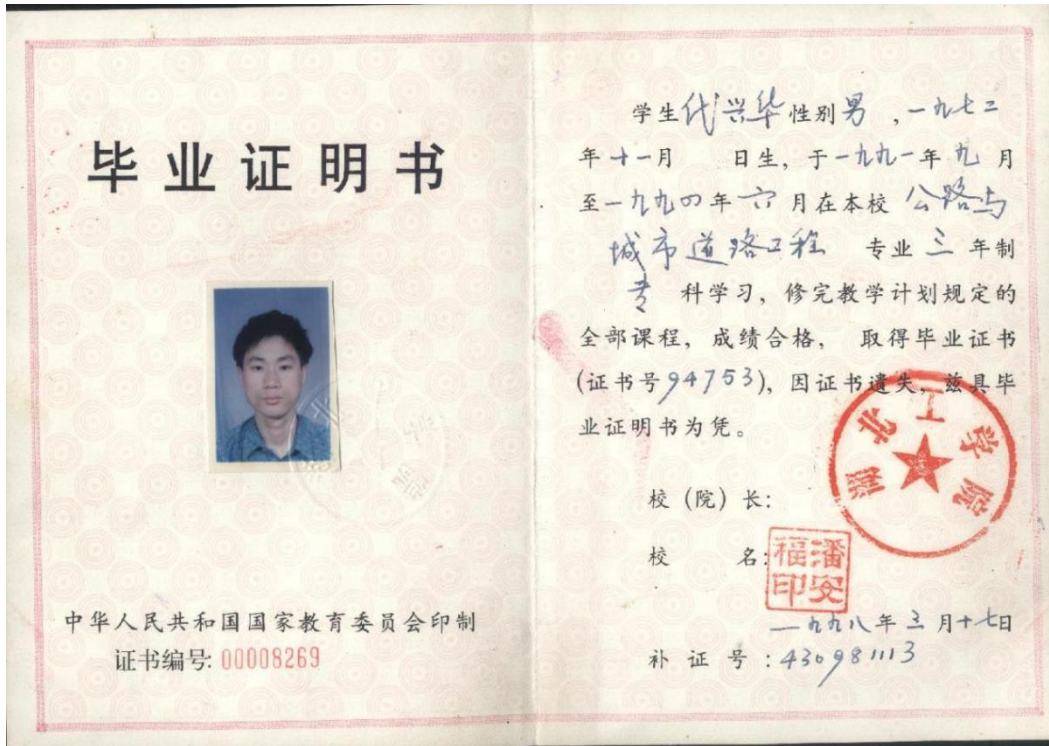 毕业证明书
中华人民共和国国家教育委员会印制
证书编号: 00008269
学生代兴华性别男,一九七二
年十一月 日生,于一九九一年九月
至一九九四年六月在本校公路与
城市道路工程 专业三年制
专 科学习,修完教学计划规定的
全部课程,成绩合格, 取得毕业证书
(证书号94753),因证书遗失,兹具毕
业证明书为凭。
湖北工学院
校(院)长:
校 名:
潘安
福印
一九九八年三月十七日
补 证 号:430981113